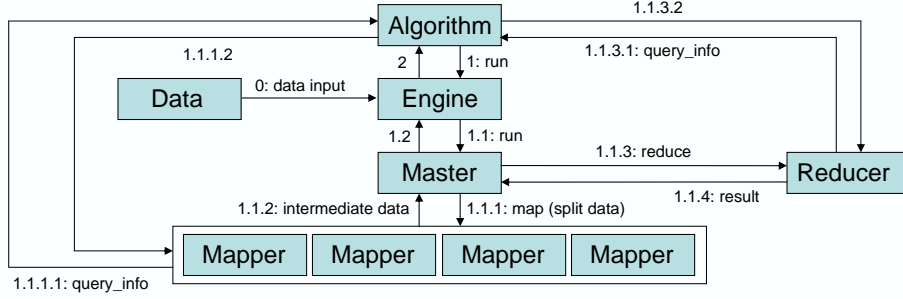 Algorithm
1.1.3.2
1.1.1.2
2
1: run
1.1.3.1: query_info
Data
0: data input
Engine
1.2
1.1: run
Master
1.1.3: reduce
Reducer
1.1.4: result
1.1.2: intermediate data
1.1.1: map (split data)
Mapper
Mapper
Mapper
Mapper
1.1.1.1: query_info